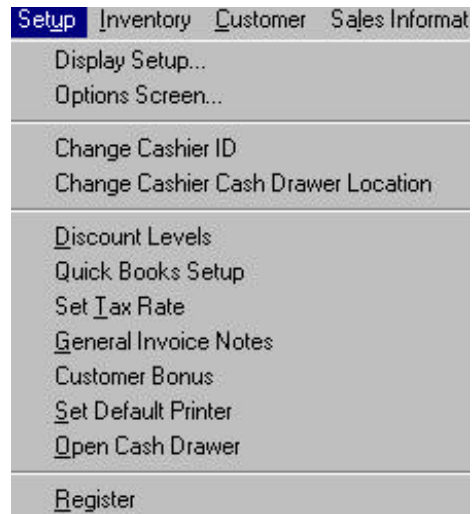 Setup Inventory Customer Sales Informat
Display Setup...
Options Screen...
Change Cashier ID
Change Cashier Cash Drawer Location
Discount Levels
Quick Books Setup
Set Tax Rate
General Invoice Notes
Customer Bonus
Set Default Printer
Open Cash Drawer
Register